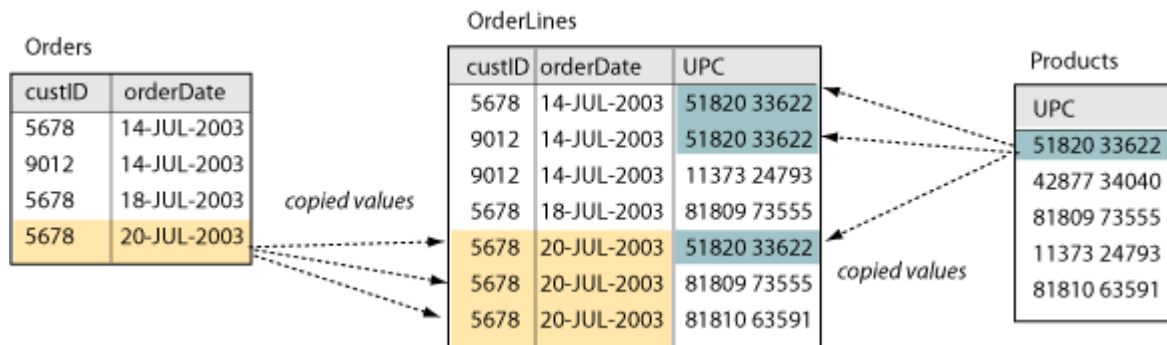 Orders
custID orderDate
5678 14-JUL-2003
9012 14-JUL-2003
5678 18-JUL-2003
5678 20-JUL-2003
copied values
OrderLines
custID orderDate UPC
5678 14-JUL-2003 51820 33622
9012 14-JUL-2003 51820 33622
9012 14-JUL-2003 11373 24793
5678 18-JUL-2003 81809 73555
5678 20-JUL-2003 51820 33622
5678 20-JUL-2003 81809 73555
5678 20-JUL-2003 81810 63591
copied values
Products
UPC
51820 33622
42877 34040
81809 73555
11373 24793
81810 63591